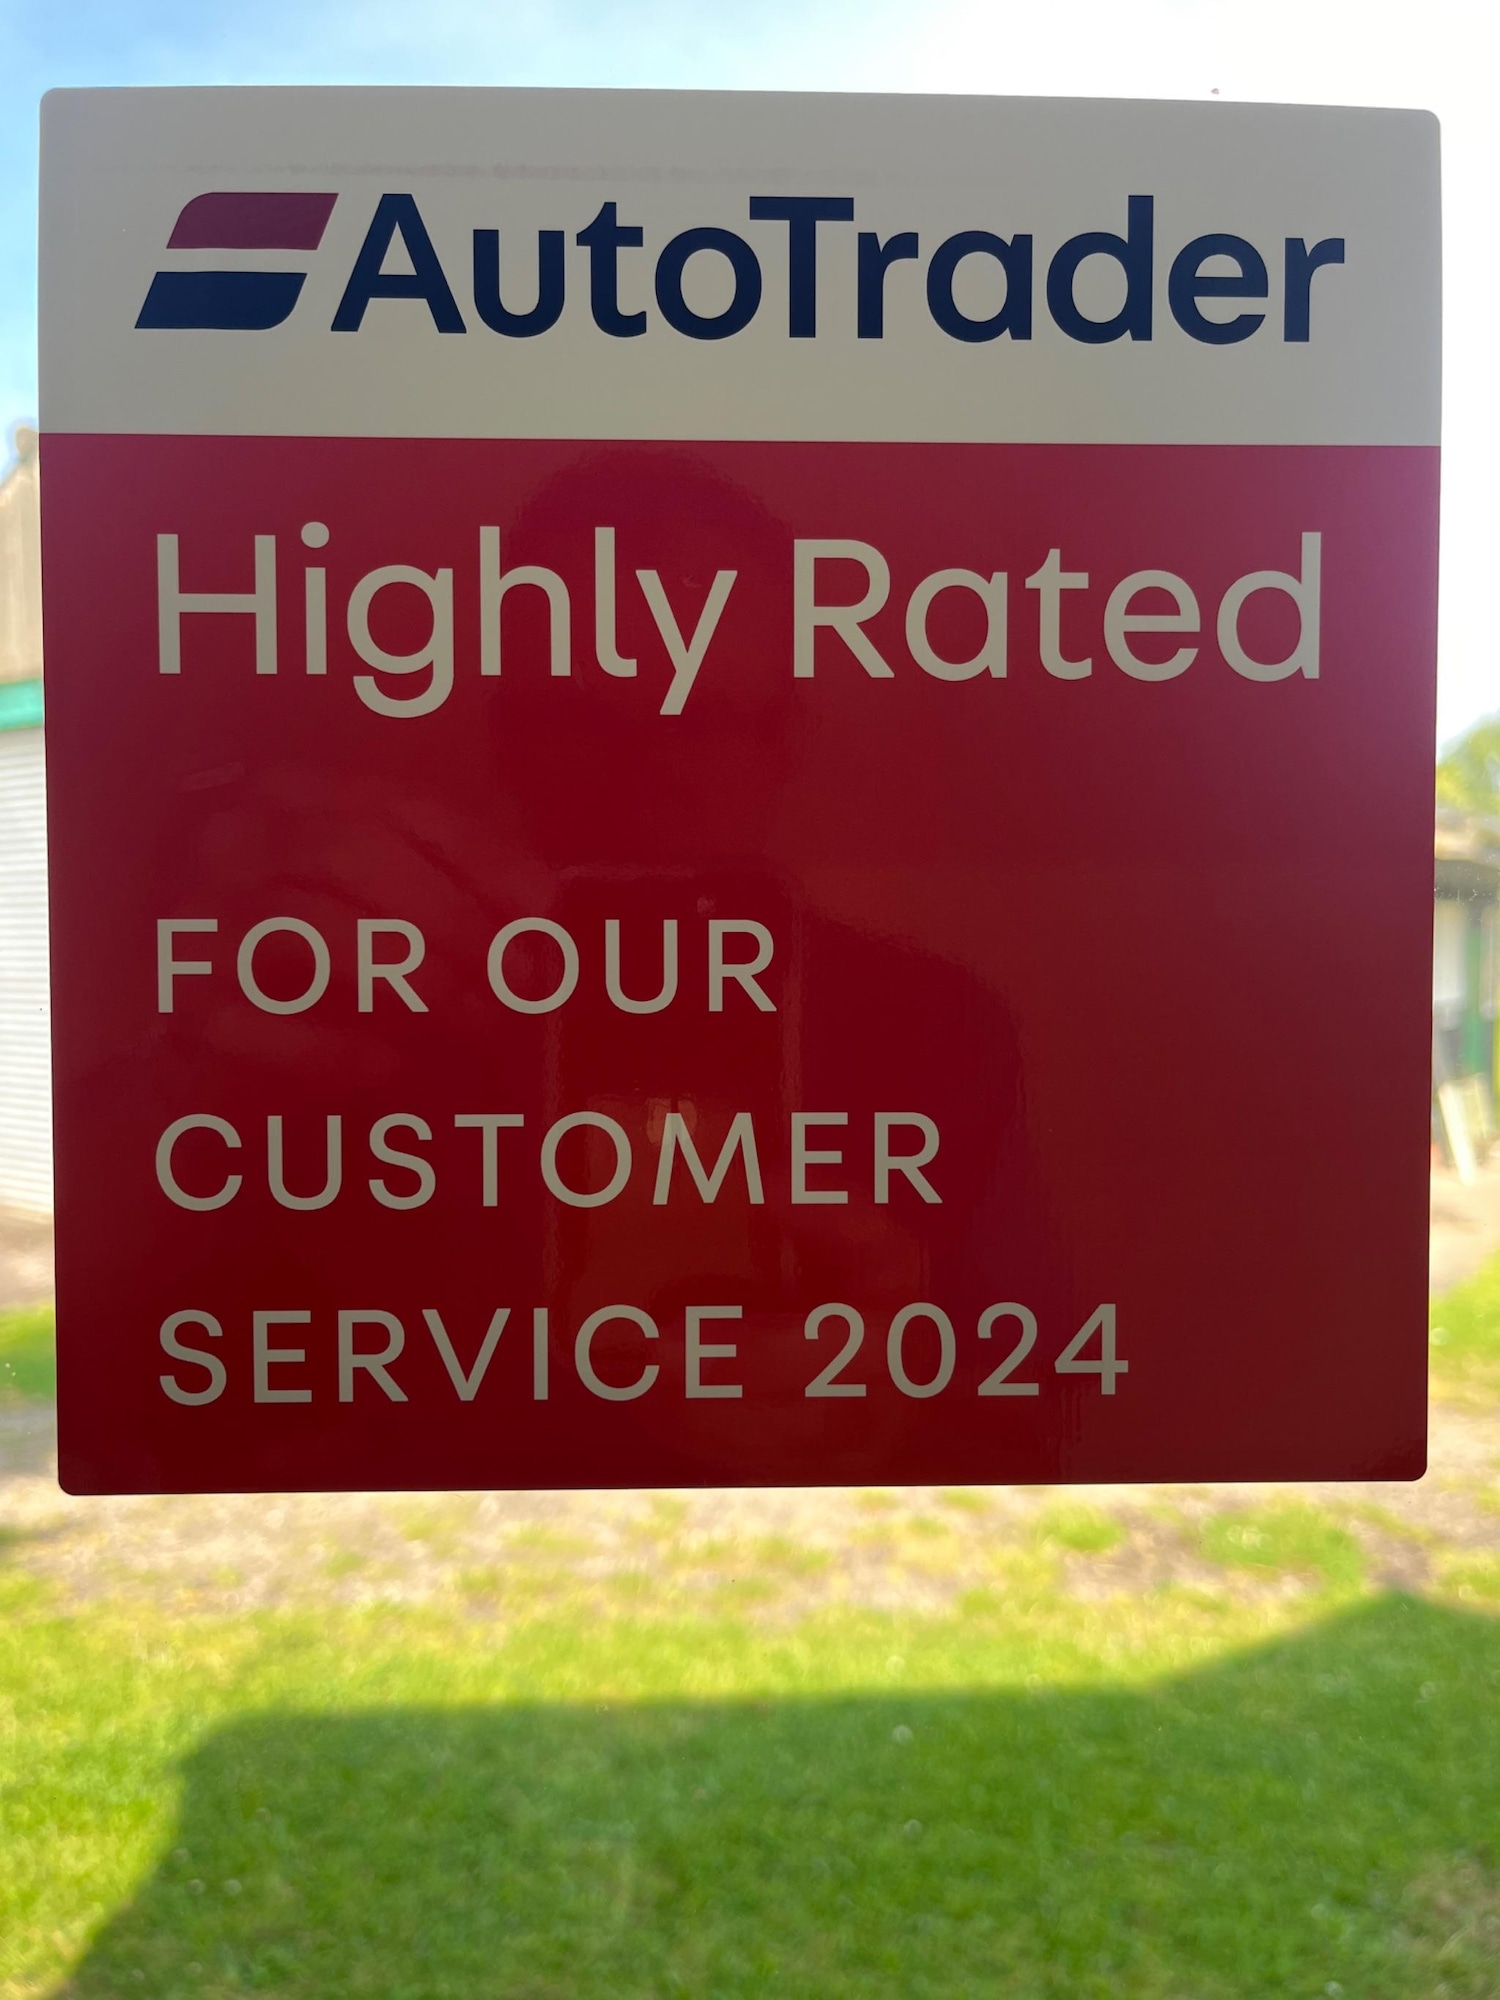 AutoTrader
Highly Rated
FOR OUR
CUSTOMER
SERVICE 2024